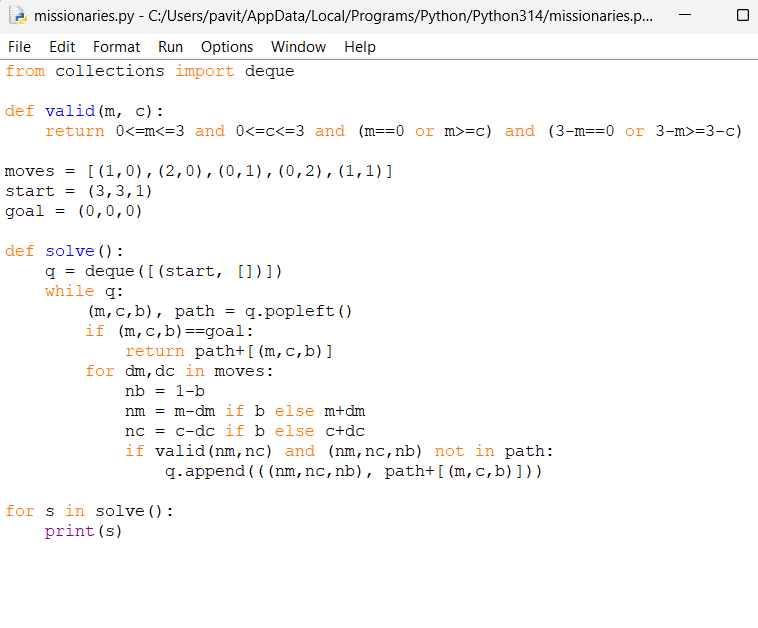 missionaries.py - C:/Users/pavit/AppData/Local/Programs/Python/Python314/missionaries.p...
File Edit Format Run Options Window Help
from collections import deque

def valid(m, c):
    return 0<=m<=3 and 0<=c<=3 and (m==0 or m>=c) and (3-m==0 or 3-m>=3-c)

moves = [(1,0),(2,0),(0,1),(0,2),(1,1)]
start = (3,3,1)
goal = (0,0,0)

def solve():
    q = deque([(start, [])])
    while q:
        (m,c,b), path = q.popleft()
        if (m,c,b)==goal:
            return path+[(m,c,b)]
        for dm,dc in moves:
            nb = 1-b
            nm = m-dm if b else m+dm
            nc = c-dc if b else c+dc
            if valid(nm,nc) and (nm,nc,nb) not in path:
                q.append(((nm,nc,nb), path+[(m,c,b)]))

for s in solve():
    print(s)